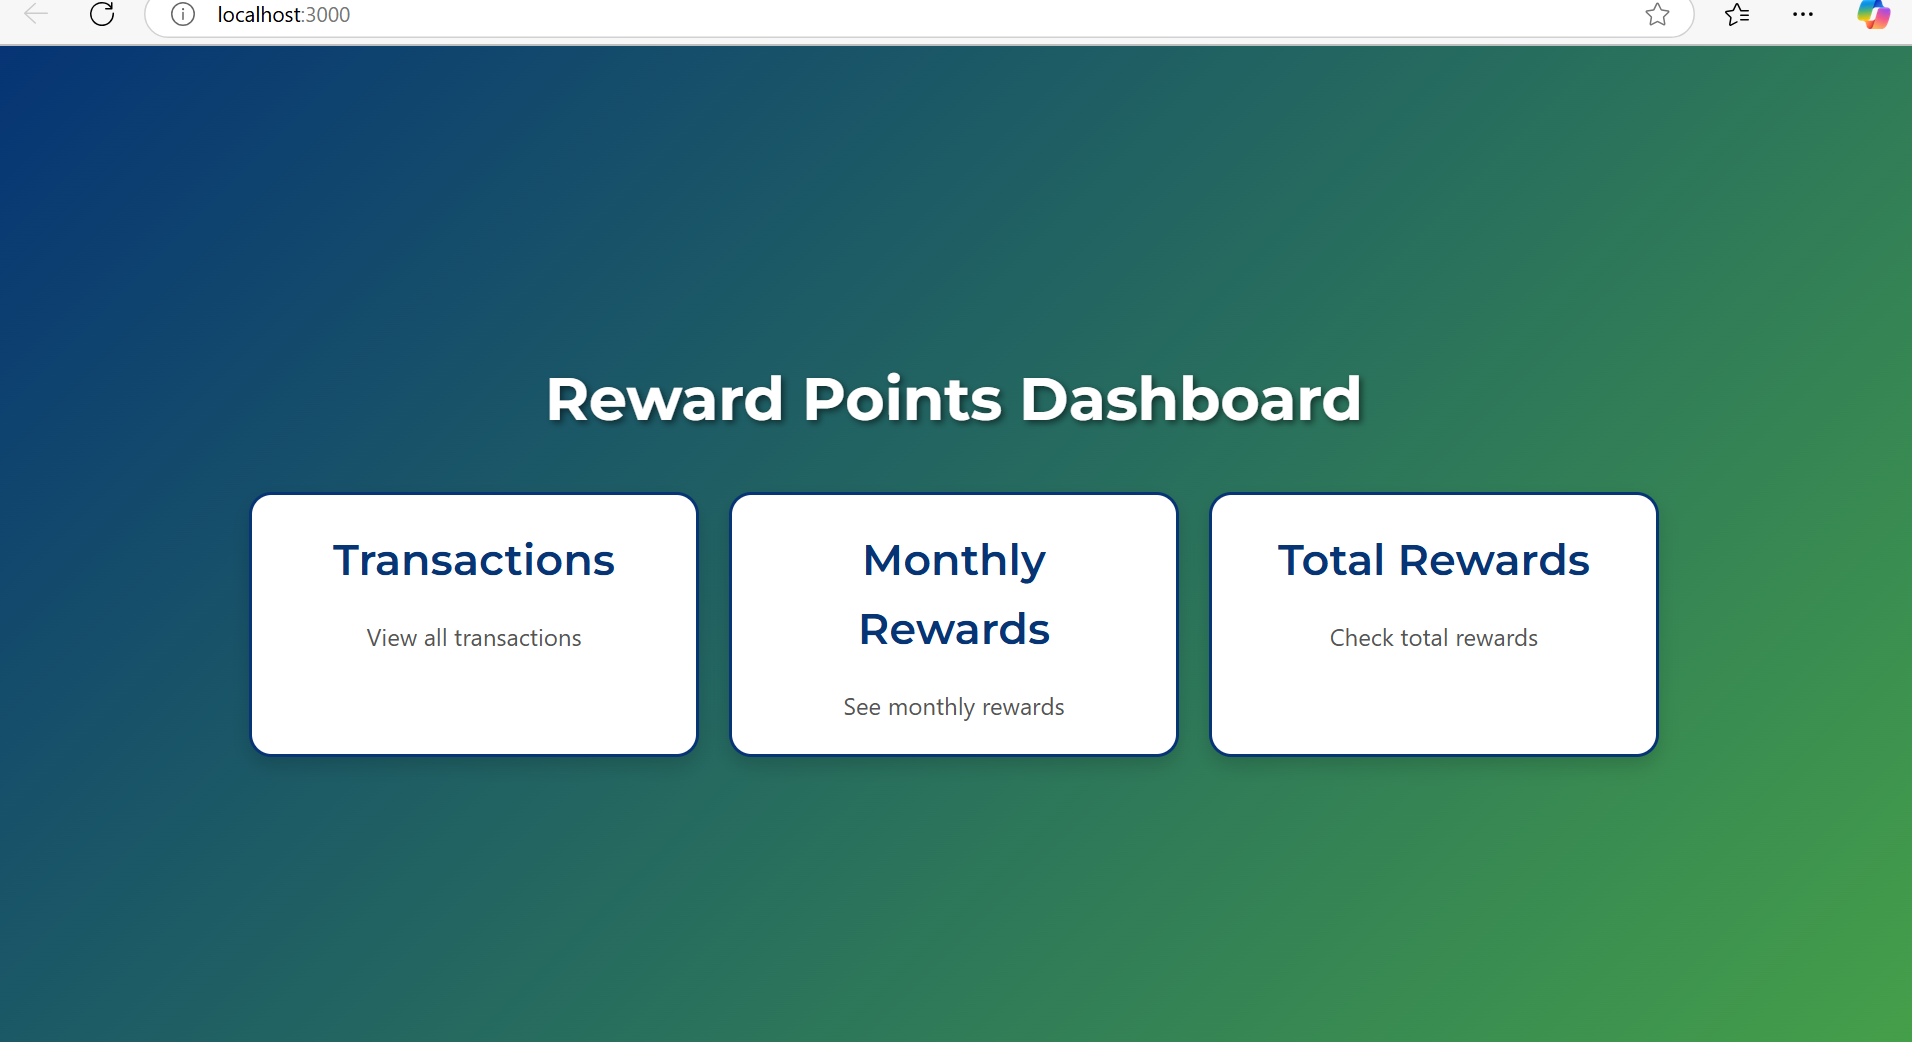 localhost:3000
Reward Points Dashboard
Transactions
View all transactions
Monthly
Rewards
See monthly rewards
Total Rewards
Check total rewards